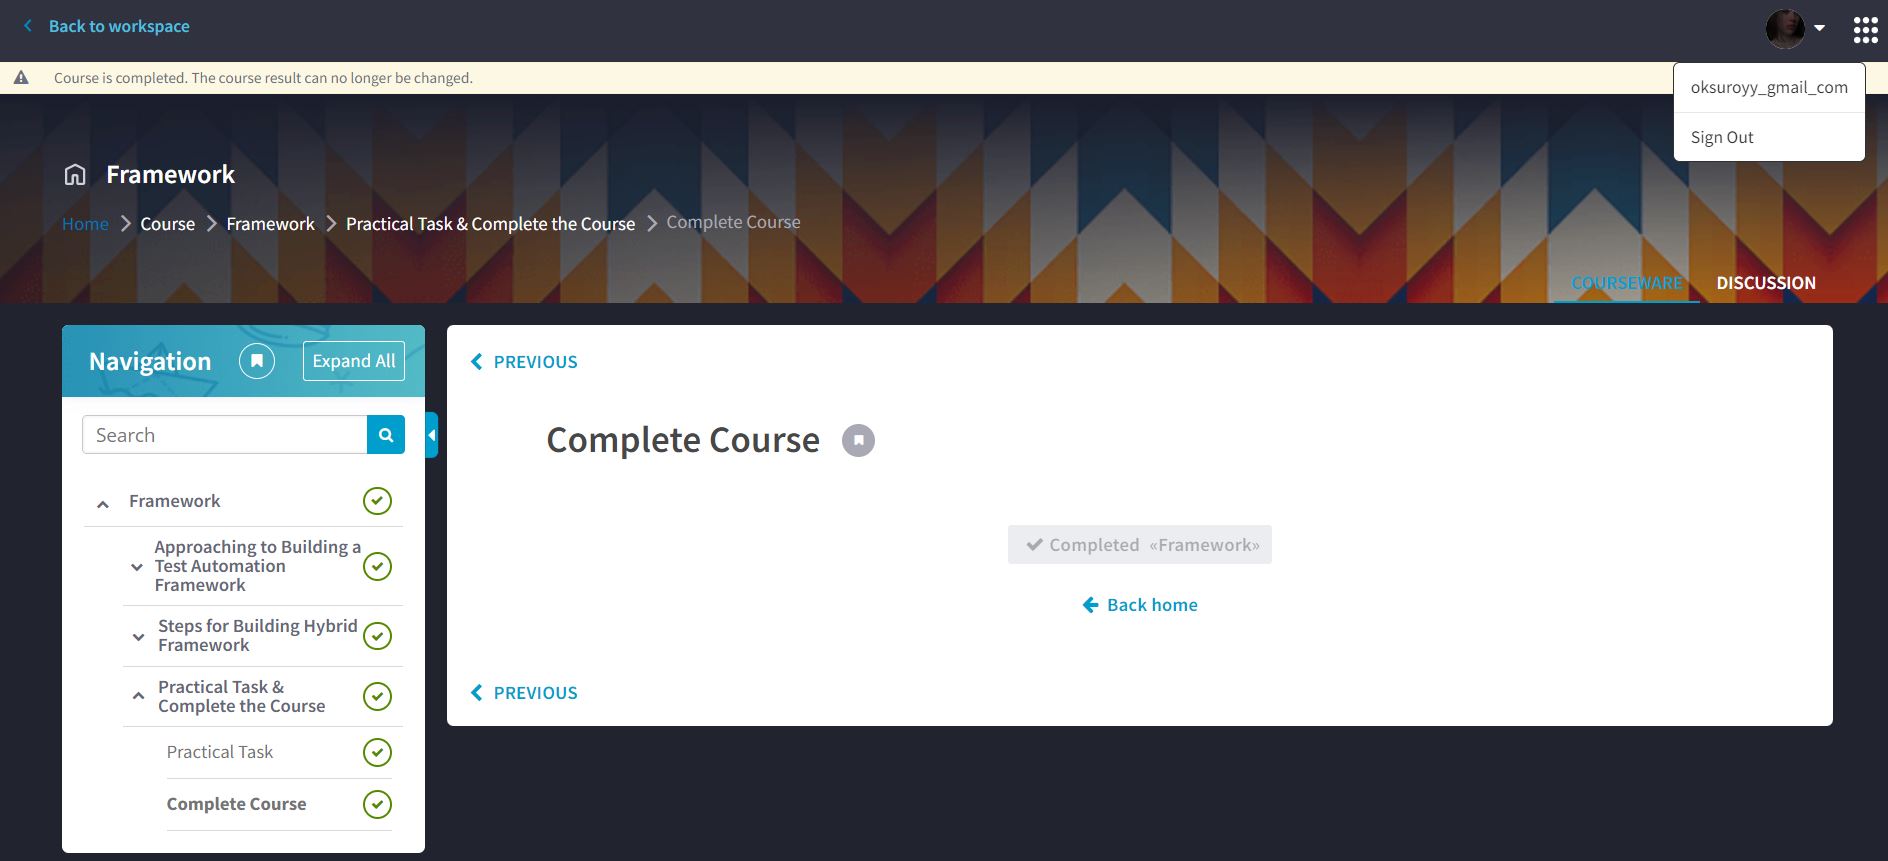 Back to workspace
Course is completed. The course result can no longer be changed.
oksuroyy_gmail_com
Sign Out
Framework
Home Course Framework Practical Task & Complete the Course Complete Course
COURSEWARE DISCUSSION
Navigation Expand All
Search
Framework
Approaching to Building a
Test Automation
Framework
Steps for Building Hybrid
Framework
Practical Task &
Complete the Course
Practical Task
Complete Course
PREVIOUS
Complete Course
Completed «Framework»
Back home
PREVIOUS